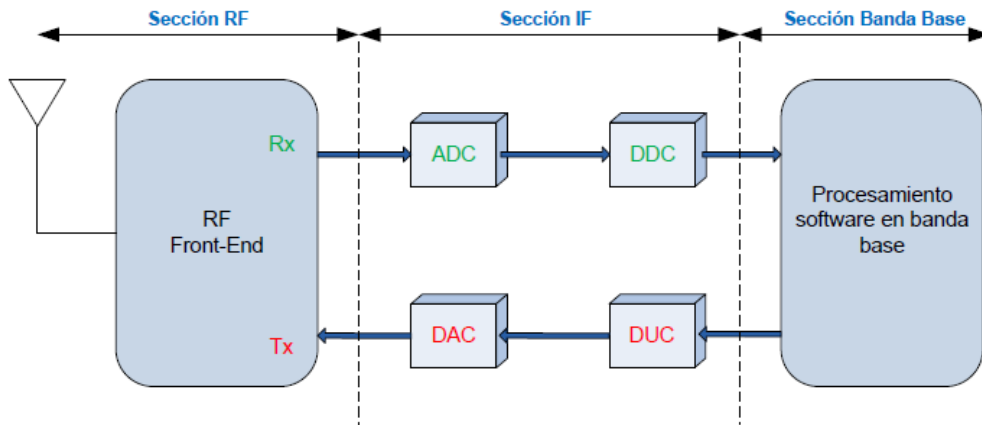 Sección RF
Sección IF
Sección Banda Base
Rx
ADC
DDC
RF
Front-End
Procesamiento
software en banda
base
Tx
DAC
DUC